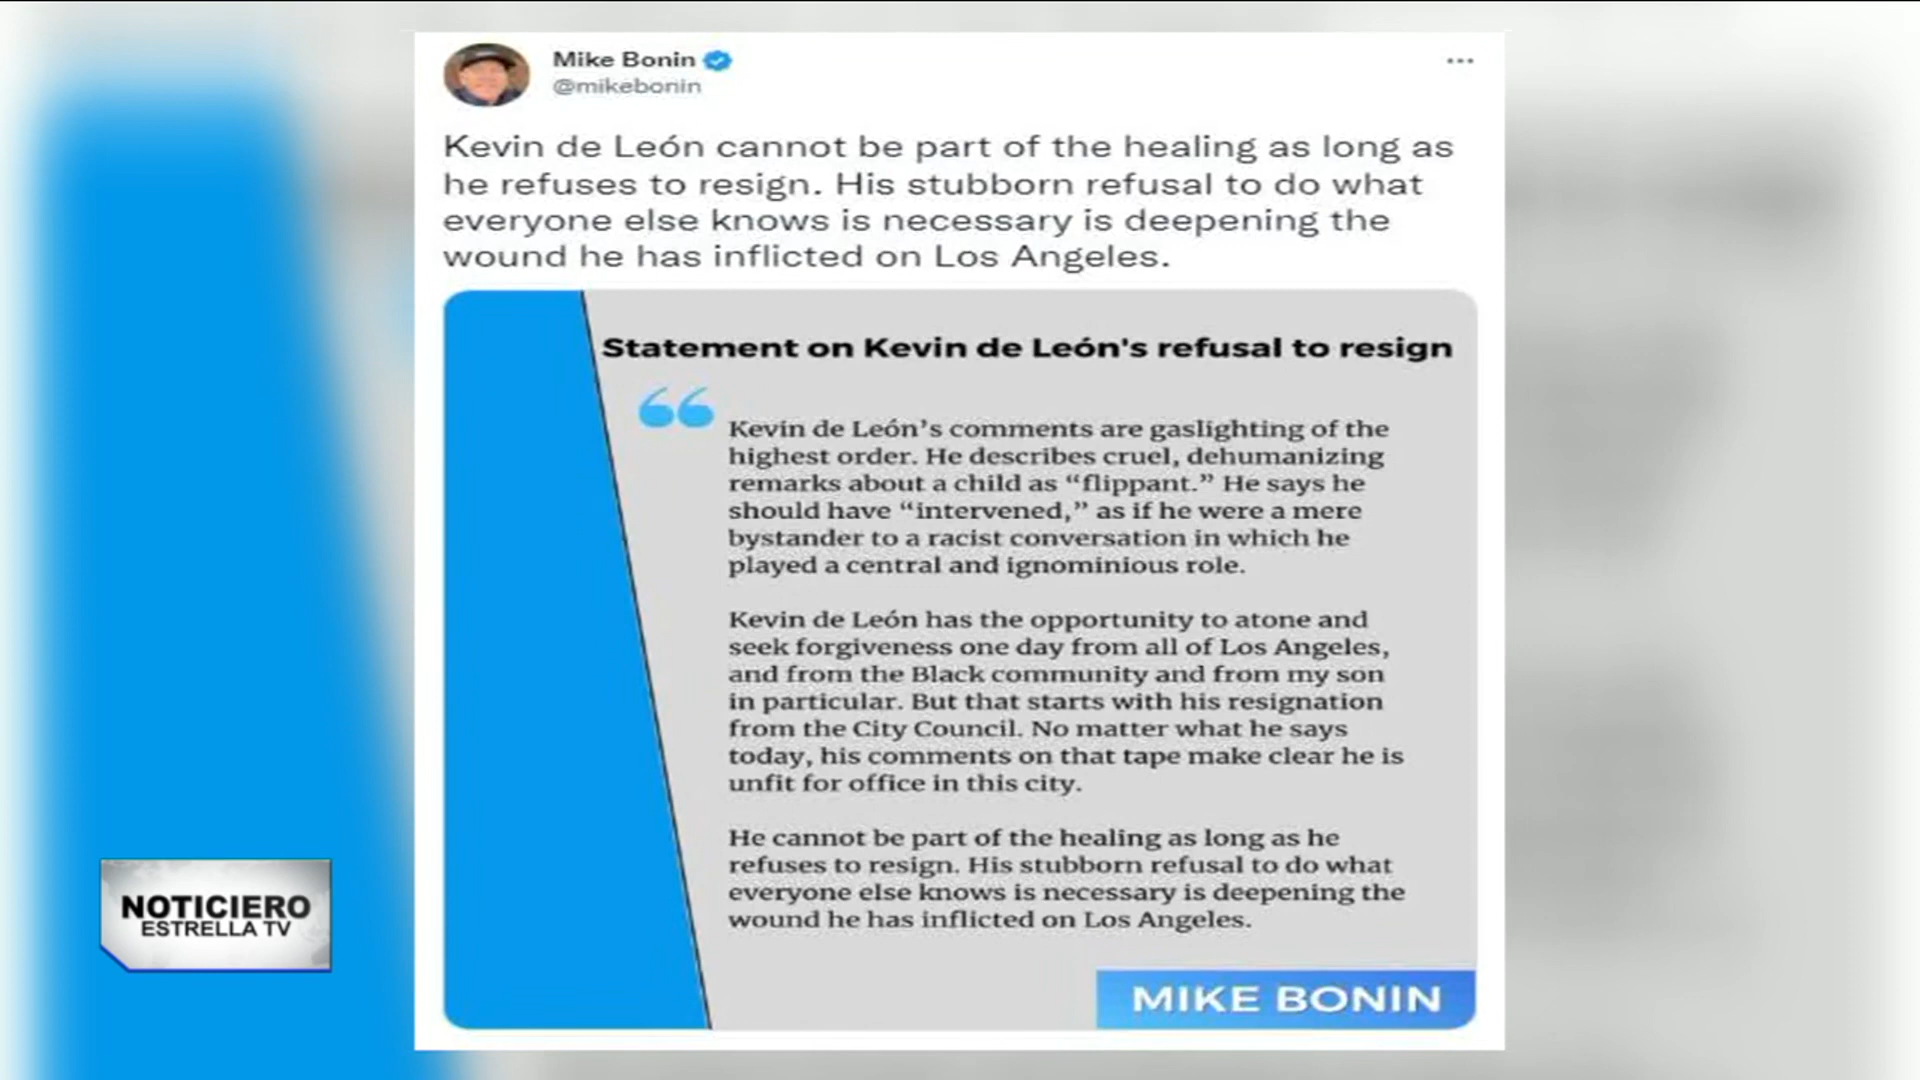 Mike Bonin
@mikebonin
Kevin de León cannot be part of the healing as long as
he refuses to resign. His stubborn refusal to do what
everyone else knows is necessary is deepening the
wound he has inflicted on Los Angeles.
Statement on Kevin de León's refusal to resign
“
Kevin de León’s comments are gaslighting of the
highest order. He describes cruel, dehumanizing
remarks about a child as “flippant.” He says he
should have “intervened,” as if he were a mere
bystander to a racist conversation in which he
played a central and ignominious role.
Kevin de León has the opportunity to atone and
seek forgiveness one day from all of Los Angeles,
and from the Black community and from my son
in particular. But that starts with his resignation
from the City Council. No matter what he says
today, his comments on that tape make clear he is
unfit for office in this city.
He cannot be part of the healing as long as he
refuses to resign. His stubborn refusal to do what
everyone else knows is necessary is deepening the
wound he has inflicted on Los Angeles.
MIKE BONIN
NOTICIERO
ESTRELLA TV